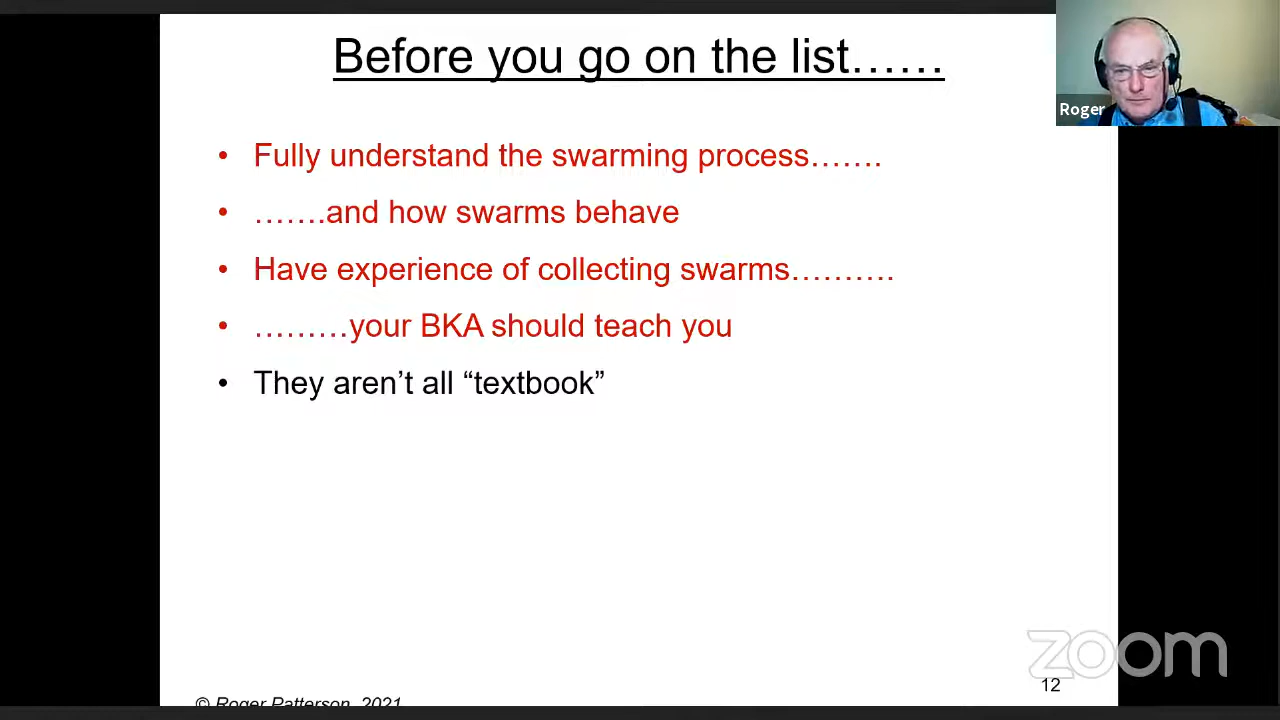 Before you go on the list……
Roger
• Fully understand the swarming process…….
• …….and how swarms behave
• Have experience of collecting swarms……….
• ………your BKA should teach you
• They aren’t all “textbook”
zoom
12
© Roger Patterson, 2021